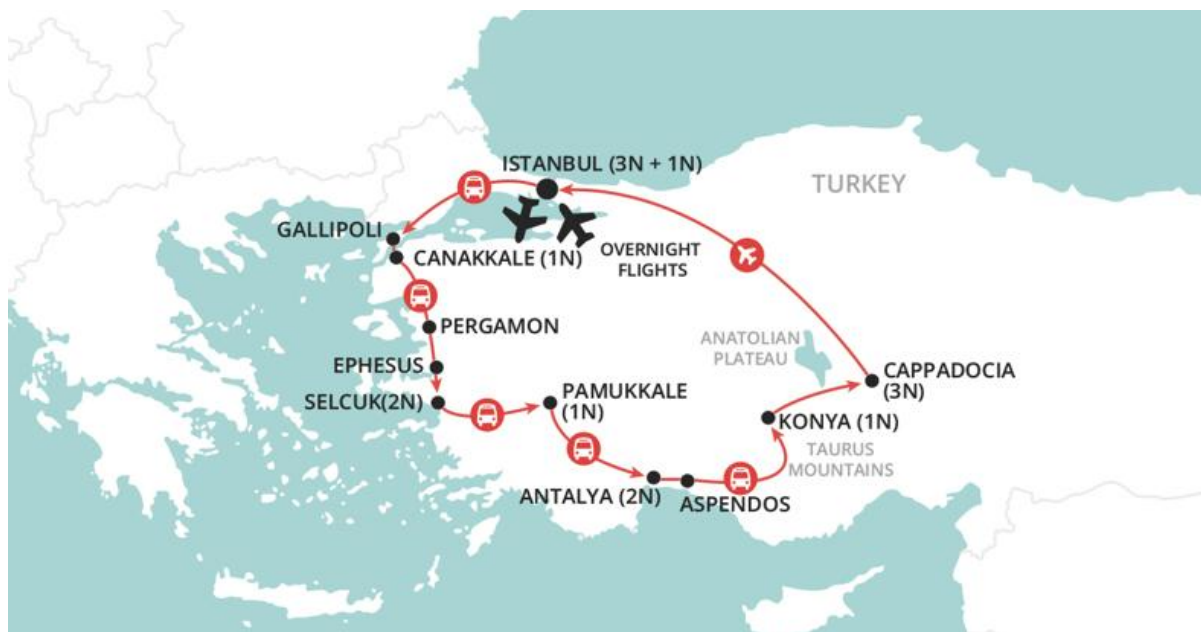 ISTANBUL (3N + 1N)
TURKEY
GALLIPOLI
CANAKKALE (1N)
OVERNIGHT
FLIGHTS
PERGAMON
ANATOLIAN
PLATEAU
EPHESUS
CAPPADOCIA
(3N)
SELCUK(2N)
PAMUKKALE
(1N)
KONYA (1N)
TAURUS
MOUNTAINS
ANTALYA (2N)
ASPENDOS